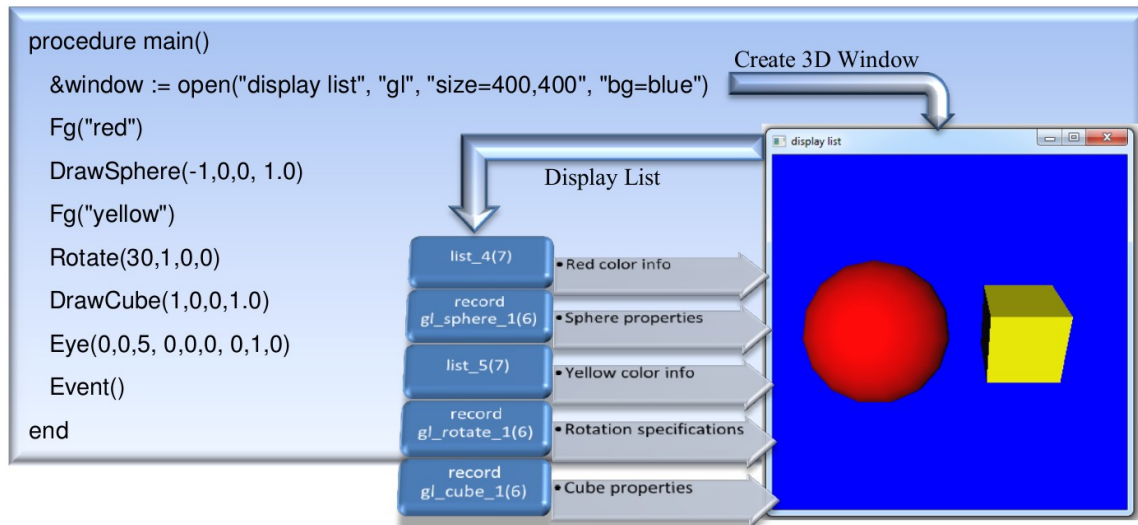 procedure main()
&window := open("display list", "gl", "size=400,400", "bg=blue")
Fg("red")
DrawSphere(-1,0,0, 1.0)
Fg("yellow")
Rotate(30,1,0,0)
DrawCube(1,0,0,1.0)
Eye(0,0,5, 0,0,0, 0,1,0)
Event()
end
Create 3D Window
display list
Display List
list_4(7)
• Red color info
record
gl_sphere_1(6)
• Sphere properties
list_5(7)
• Yellow color info
record
gl_rotate_1(6)
• Rotation specifications
record
gl_cube_1(6)
• Cube properties